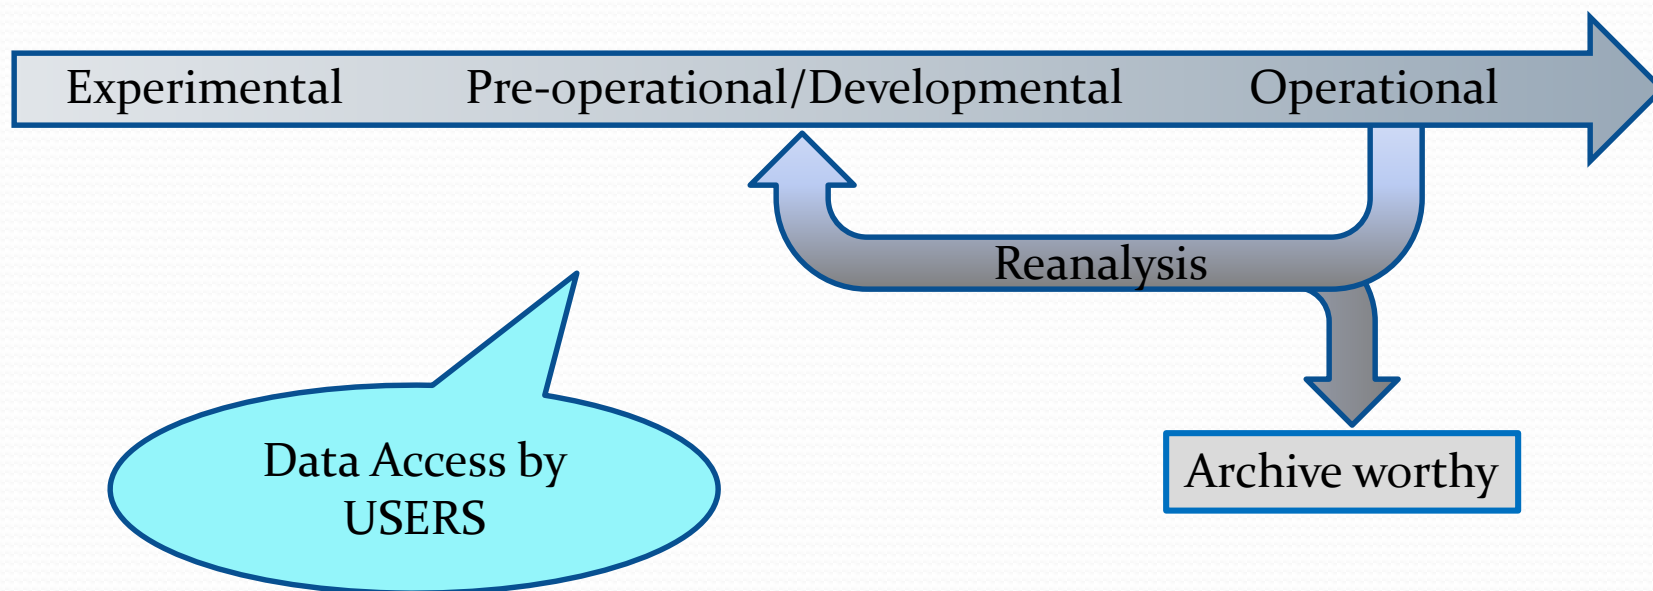 Experimental Pre-operational/Developmental Operational
Reanalysis
Data Access by
USERS
Archive worthy